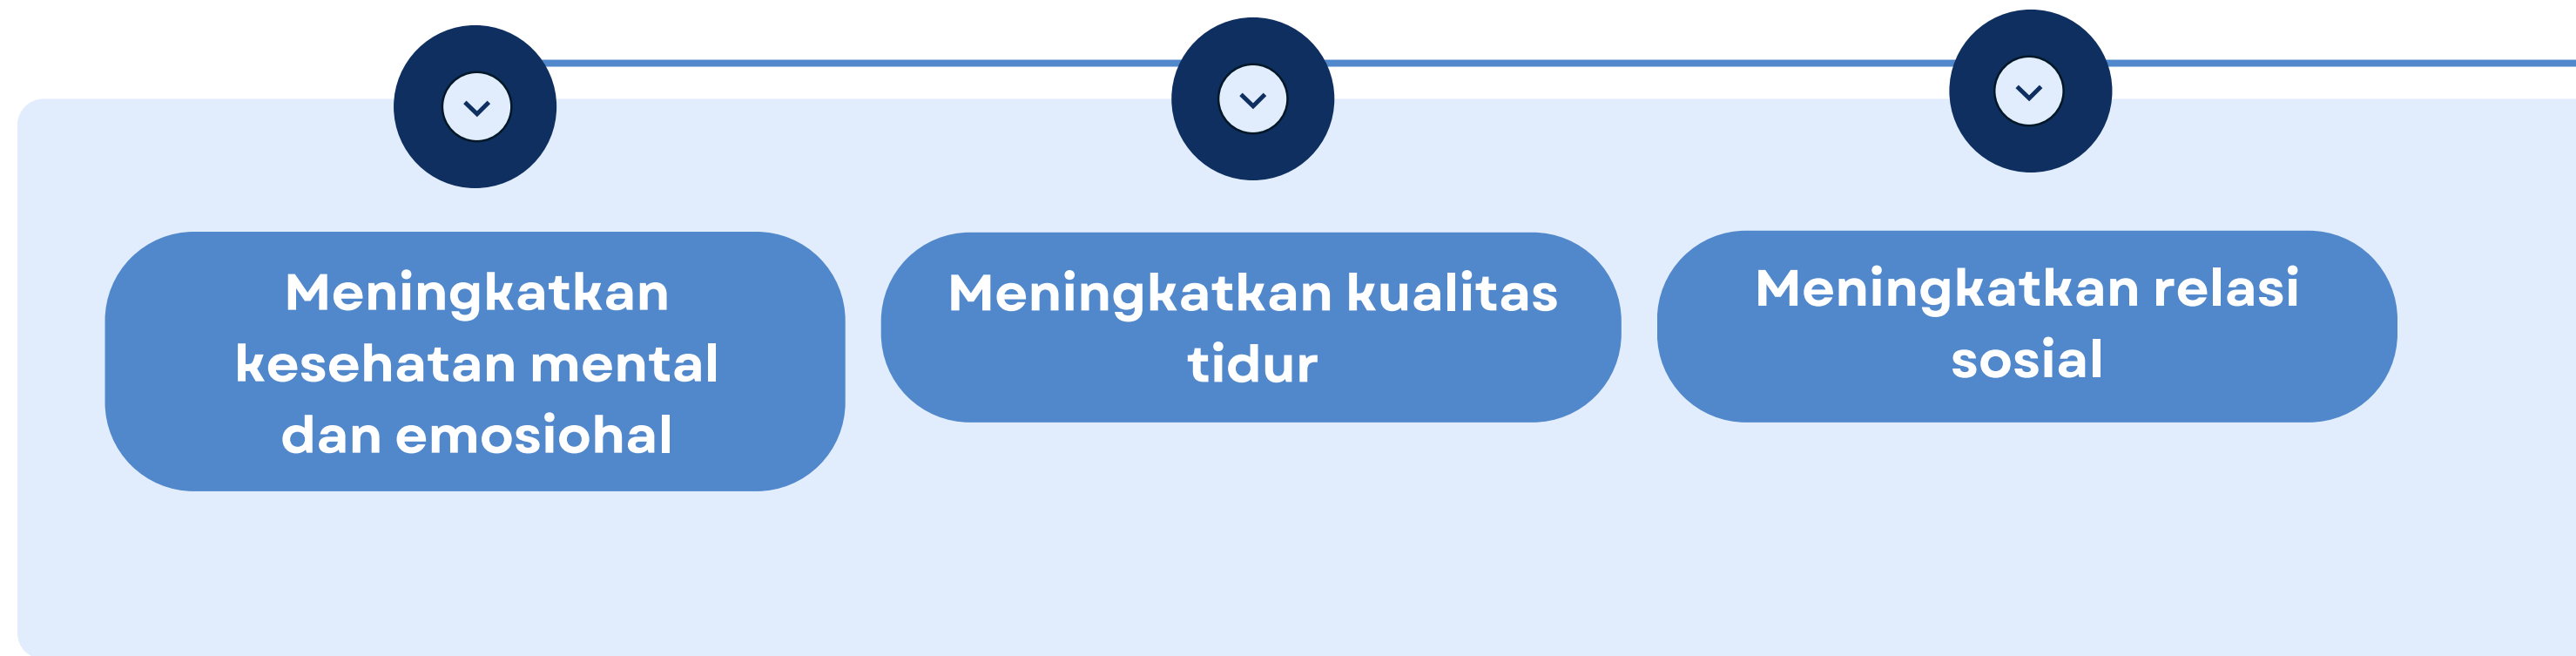 Meningkatkan
kesehatan mental
dan emosiohal
Meningkatkan kualitas
tidur
Meningkatkan relasi
sosial